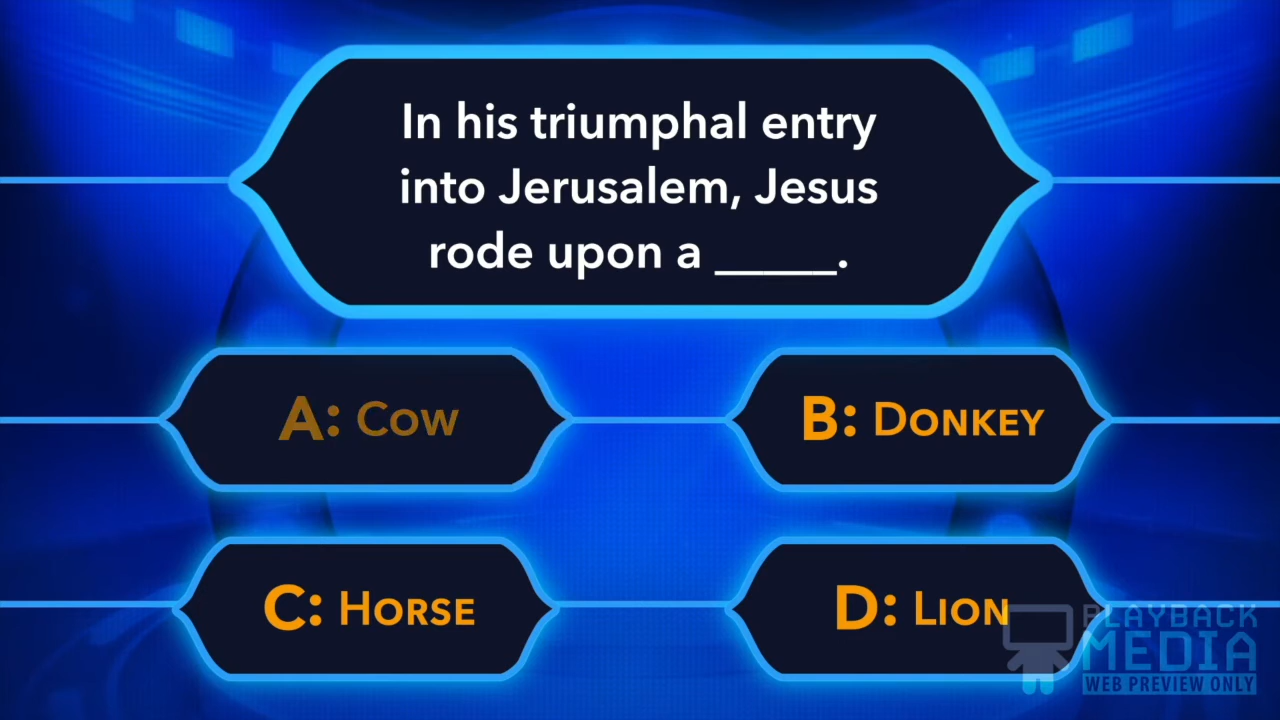 In his triumphal entry
into Jerusalem, Jesus
rode upon a _____.
A: Cow
B: Donkey
C: Horse
D: Lion
PLAYBACK
MEDIA
WEB PREVIEW ONLY